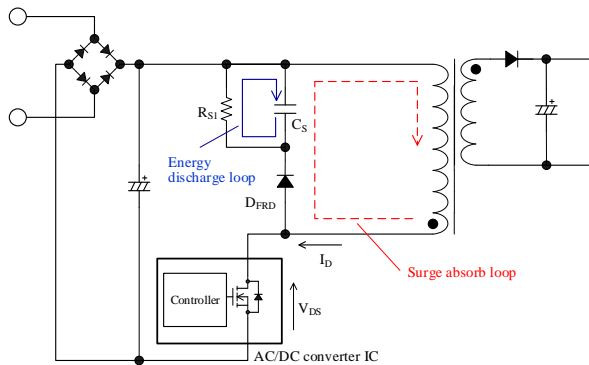 +
R_S1
C_S
Energy
discharge loop
+
D_FRD
I_D
Surge absorb loop
Controller
V_DS
AC/DC converter IC
+